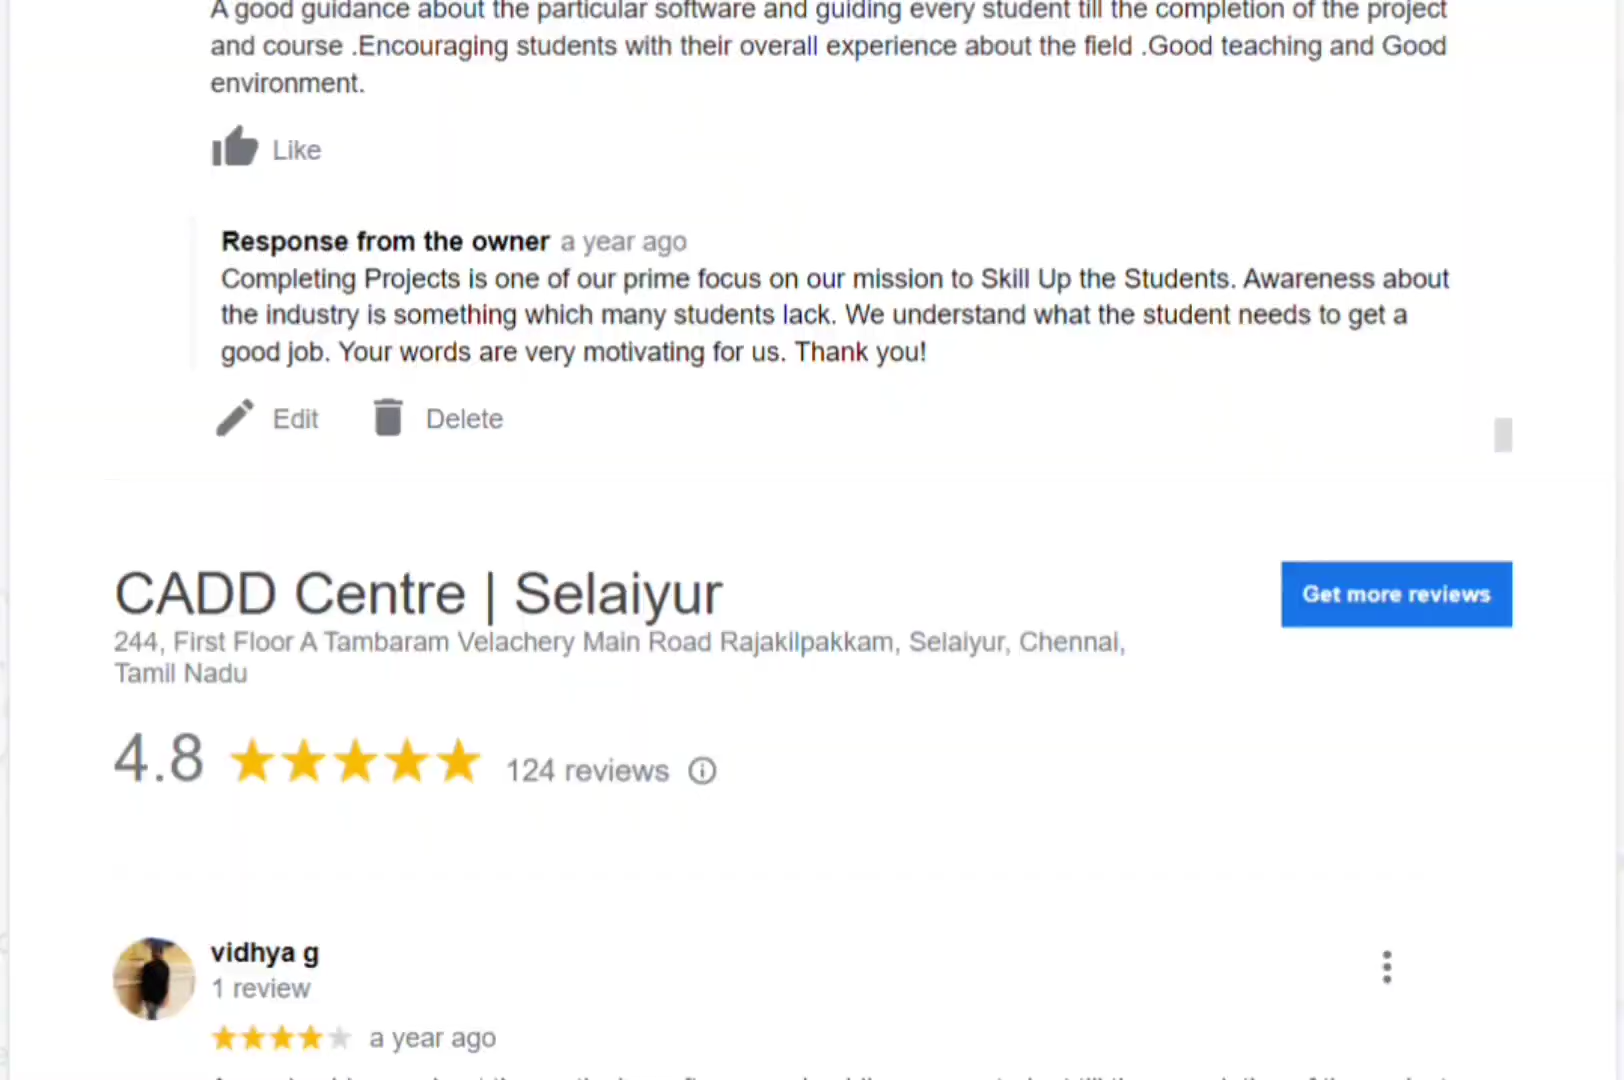 A good guidance about the particular software and guiding every student till the completion of the project
and course .Encouraging students with their overall experience about the field .Good teaching and Good
environment.
Like
Response from the owner a year ago
Completing Projects is one of our prime focus on our mission to Skill Up the Students. Awareness about
the industry is something which many students lack. We understand what the student needs to get a
good job. Your words are very motivating for us. Thank you!
Edit Delete
CADD Centre | Selaiyur
Get more reviews
244, First Floor A Tambaram Velachery Main Road Rajakilpakkam, Selaiyur, Chennai,
Tamil Nadu
4.8 124 reviews
vidhya g
1 review
a year ago